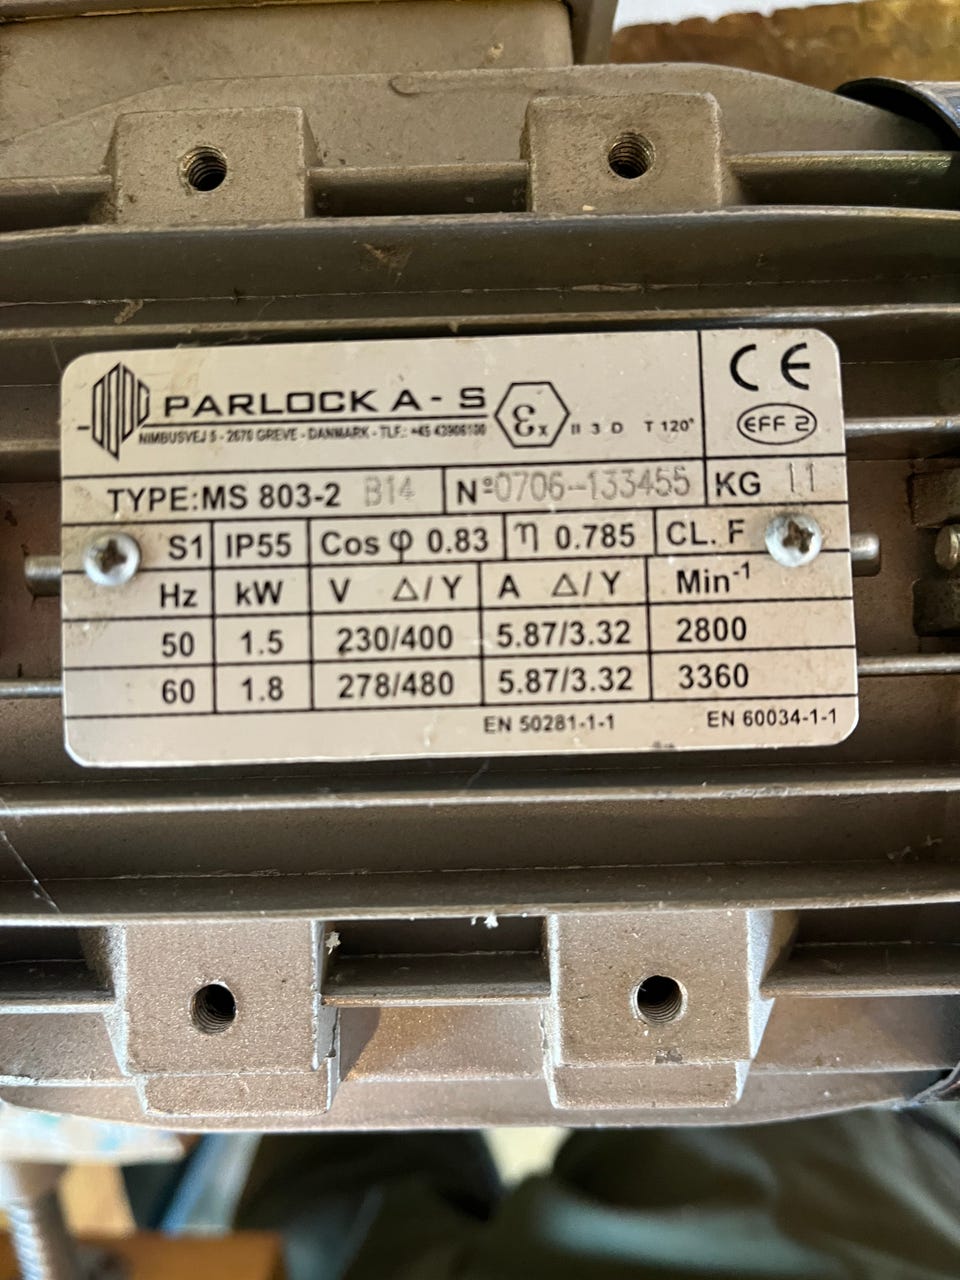 PARLOCK A - S
NIMBUSVEJ 5 - 2670 GREVE - DANMARK - TLF.: +45 43906100
Ex II 3 D T 120°
CE
EFF 2
TYPE: MS 803-2 B14 Nº 0706-133455 KG 11
S1 IP55 Cos φ 0.83 η 0.785 CL. F
Hz kW V △/Y A △/Y Min-1
50 1.5 230/400 5.87/3.32 2800
60 1.8 278/480 5.87/3.32 3360
EN 50281-1-1 EN 60034-1-1